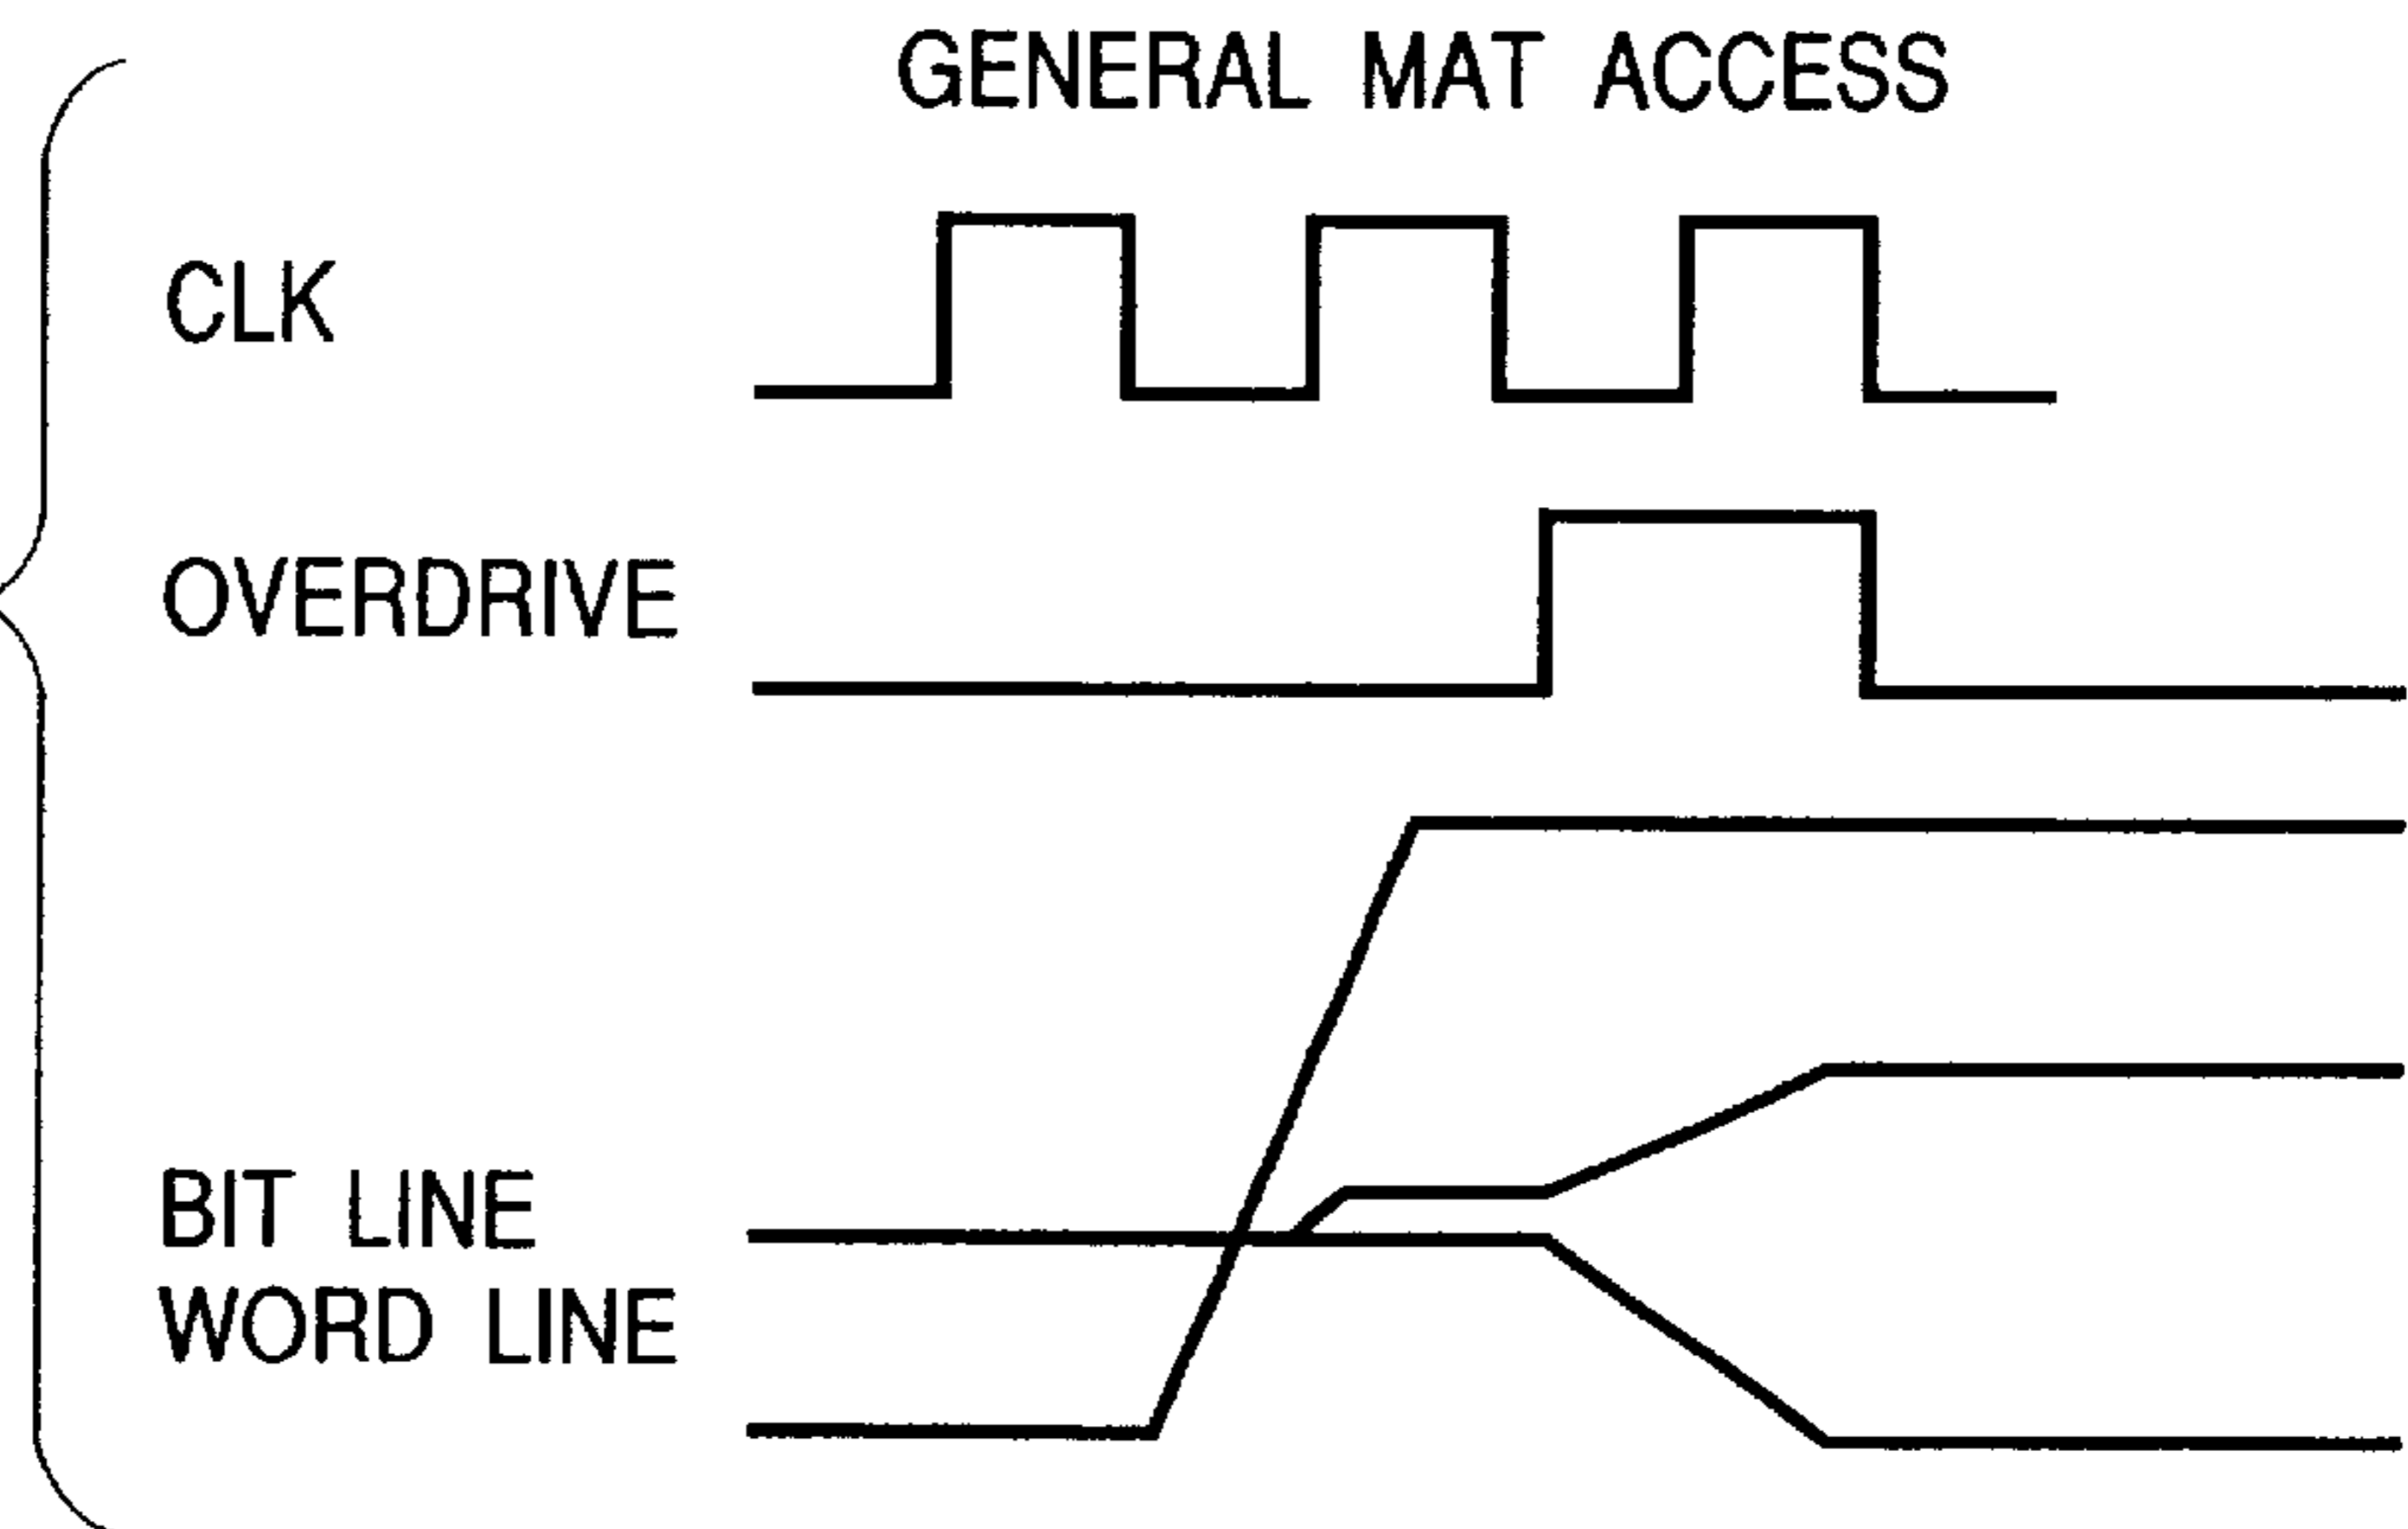 GENERAL MAT ACCESS
CLK
OVERDRIVE
BIT LINE
WORD LINE